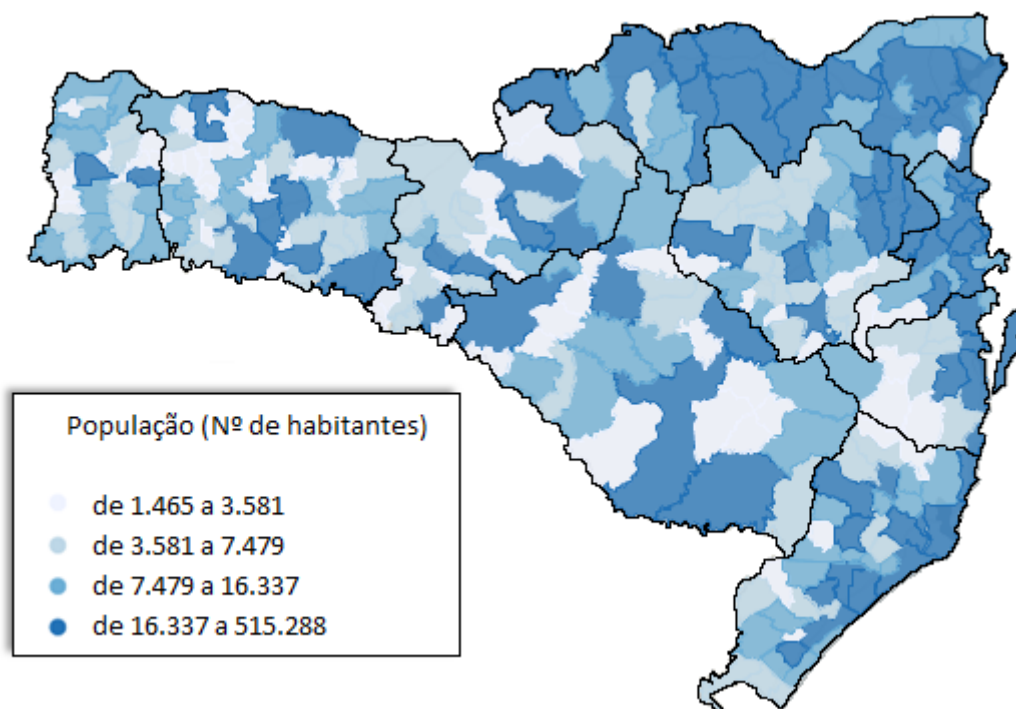 População (Nº de habitantes)
de 1.465 a 3.581
de 3.581 a 7.479
de 7.479 a 16.337
de 16.337 a 515.288